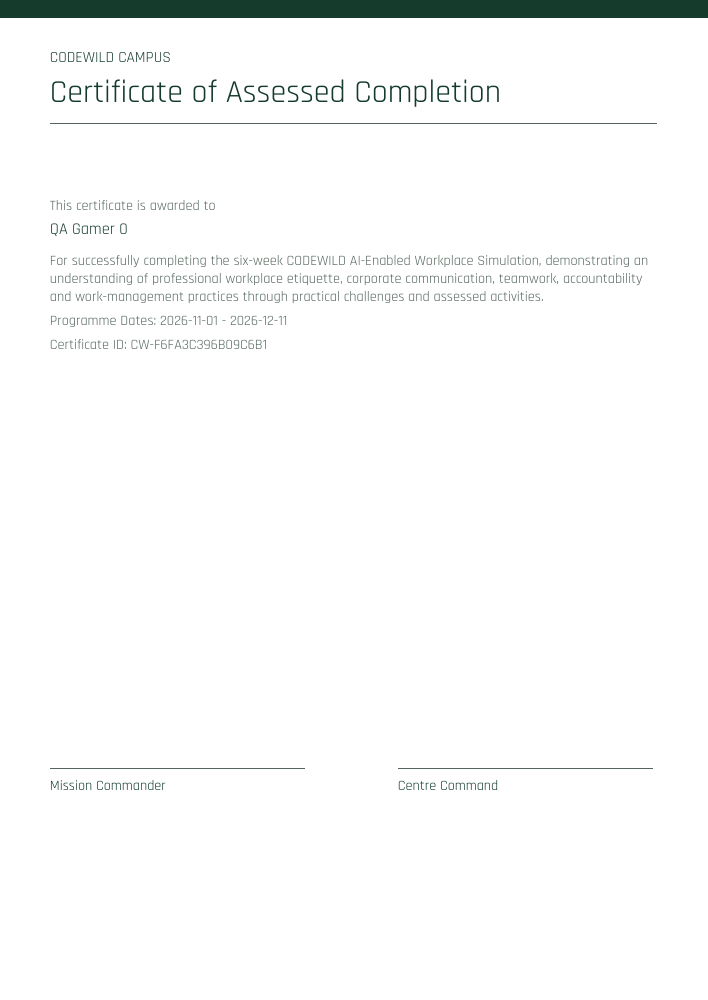 CODEWILD CAMPUS
Certificate of Assessed Completion
This certificate is awarded to
QA Gamer 0
For successfully completing the six-week CODEWILD AI-Enabled Workplace Simulation, demonstrating an
understanding of professional workplace etiquette, corporate communication, teamwork, accountability
and work-management practices through practical challenges and assessed activities.
Programme Dates: 2026-11-01 - 2026-12-11
Certificate ID: CW-F6FA3C396B09C6B1
Mission Commander
Centre Command